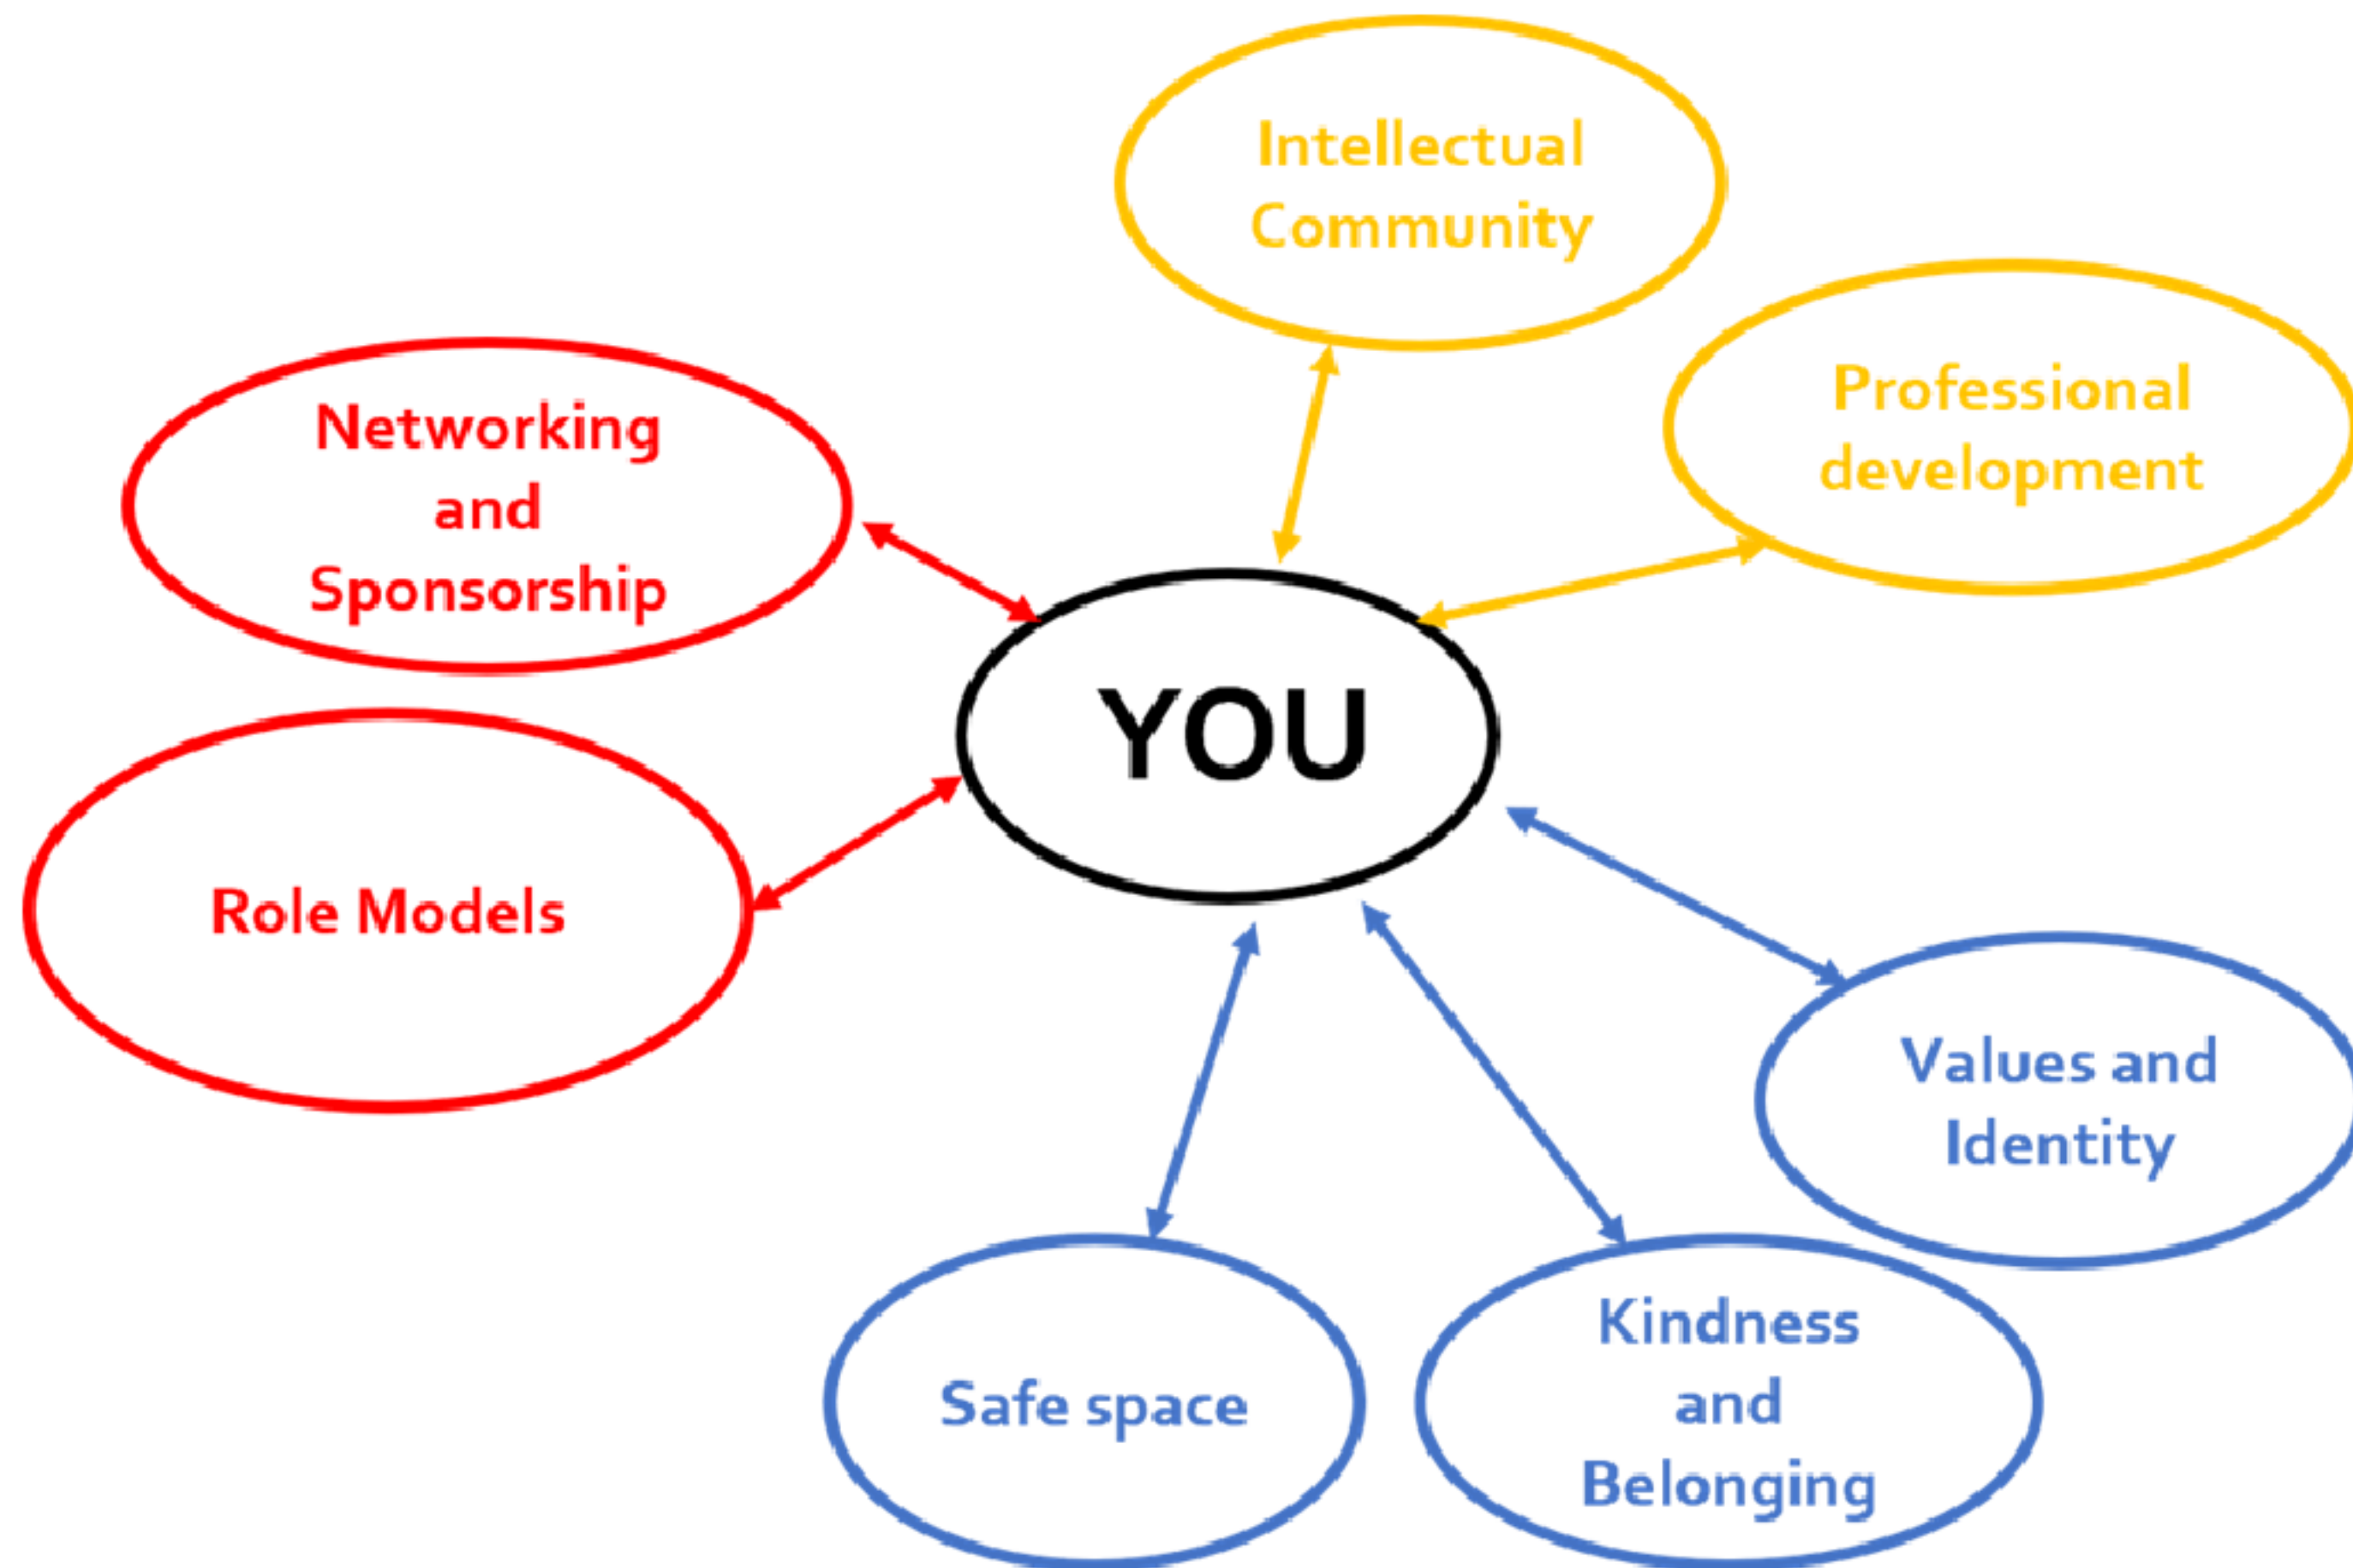 Intellectual
Community
Professional
development
Networking
and
Sponsorship
YOU
Role Models
Values and
Identity
Kindness
and
Belonging
Safe space